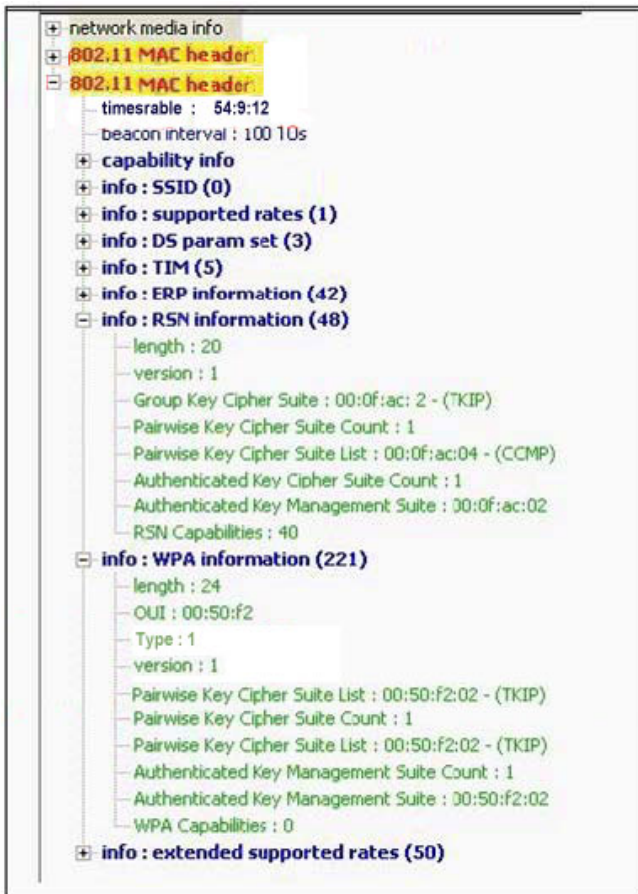 network media info
802.11 MAC header
802.11 MAC header
timesrable : 54:9:12
beacon interval : 100 TUs
capability info
info : SSID (0)
info : supported rates (1)
info : DS param set (3)
info : TIM (5)
info : ERP information (42)
info : RSN information (48)
length : 20
version : 1
Group Key Cipher Suite : 00:0f:ac: 2 - (TKIP)
Pairwise Key Cipher Suite Count : 1
Pairwise Key Cipher Suite List : 00:0f:ac:04 - (CCMP)
Authenticated Key Cipher Suite Count : 1
Authenticated Key Management Suite : 00:0f:ac:02
RSN Capabilities : 40
info : WPA information (221)
length : 24
OUI : 00:50:f2
Type : 1
version : 1
Pairwise Key Cipher Suite List : 00:50:f2:02 - (TKIP)
Pairwise Key Cipher Suite Count : 1
Pairwise Key Cipher Suite List : 00:50:f2:02 - (TKIP)
Authenticated Key Management Suite Count : 1
Authenticated Key Management Suite : 00:50:f2:02
WPA Capabilities : 0
info : extended supported rates (50)